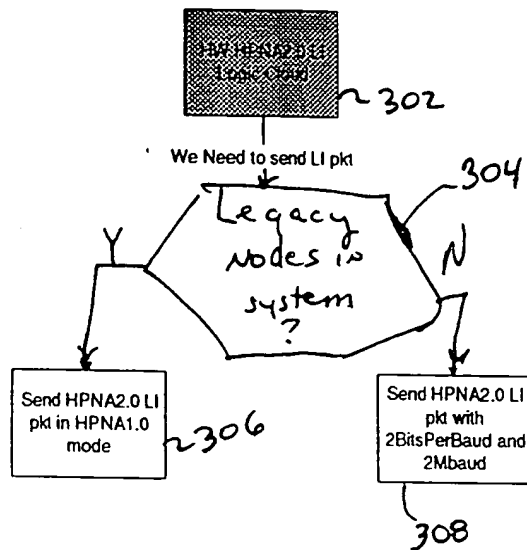 HW HPNA2.0 LI
Logic Cloud
302
We Need to send LI pkt
304
Legacy
Nodes in
system
?
Y
N
Send HPNA2.0 LI
pkt in HPNA1.0
mode
306
Send HPNA2.0 LI
pkt with
2BitsPerBaud and
2Mbaud
308